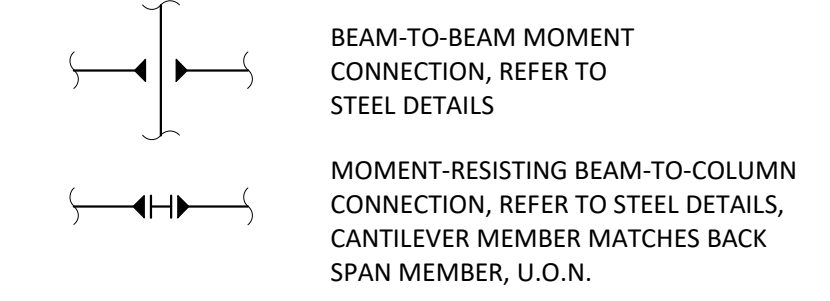 BEAM-TO-BEAM MOMENT
CONNECTION, REFER TO
STEEL DETAILS
MOMENT-RESISTING BEAM-TO-COLUMN
CONNECTION, REFER TO STEEL DETAILS,
CANTILEVER MEMBER MATCHES BACK
SPAN MEMBER, U.O.N.